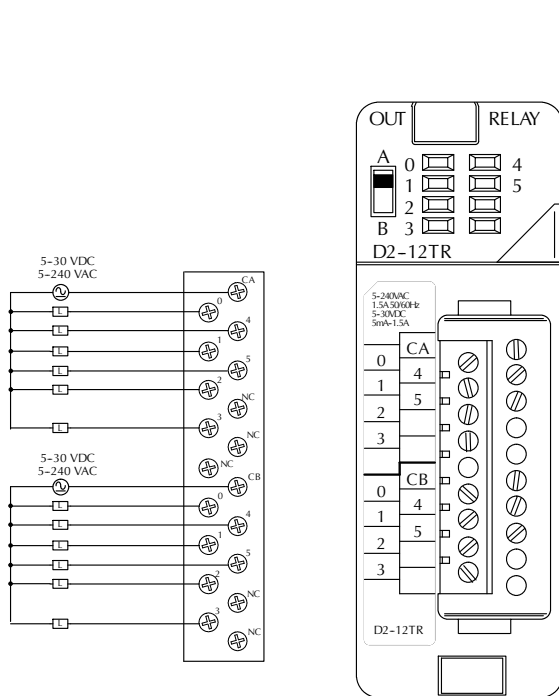 OUT RELAY
A
0 4
1 5
2
B 3
D2-12TR
5-30 VDC
5-240 VAC
CA
0
L
4
L
1
L
5
L
2
L
NC
3
L
NC
NC
5-30 VDC
5-240 VAC
CB
0
L
4
L
1
L
5
L
2
L
NC
3
L
NC
5-240VAC
1.5A 50/60Hz
5-30VDC
5mA-1.5A
CA
0
4
1
5
2
3
CB
0
4
1
5
2
3
D2-12TR